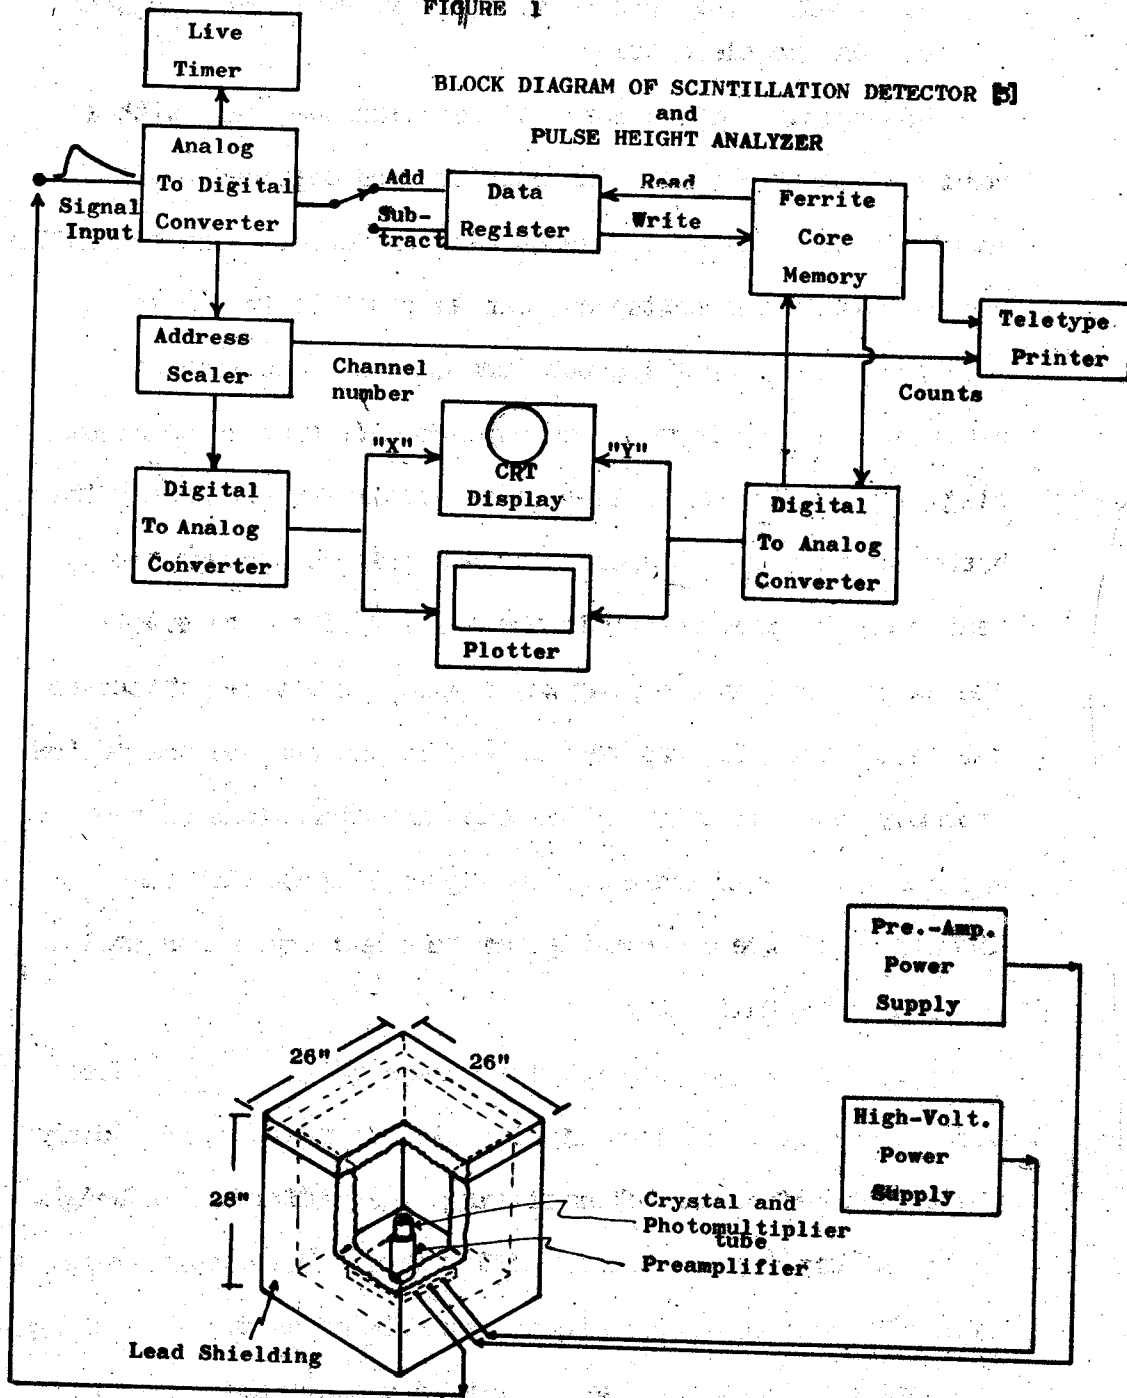 FIGURE 1
BLOCK DIAGRAM OF SCINTILLATION DETECTOR [5]
and
PULSE HEIGHT ANALYZER
Live
Timer
Analog
To Digital
Converter
Signal
Input
Add
Sub-
tract
Data
Register
Read
Write
Ferrite
Core
Memory
Teletype
Printer
Address
Scaler
Channel
number
Counts
"X"
CRT
Display
"Y"
Digital
To Analog
Converter
Digital
To Analog
Converter
Plotter
Pre.-Amp.
Power
Supply
26"
26"
28"
High-Volt.
Power
Supply
Crystal and
Photomultiplier
tube
Preamplifier
Lead Shielding